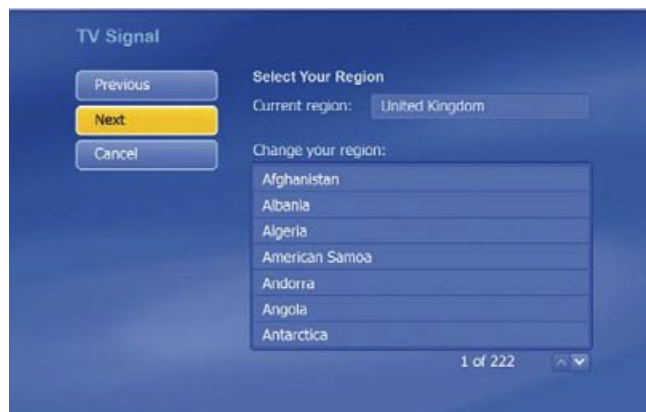 TV Signal
Previous
Next
Cancel
Select Your Region
Current region: United Kingdom
Change your region:
Afghanistan
Albania
Algeria
American Samoa
Andorra
Angola
Antarctica
1 of 222